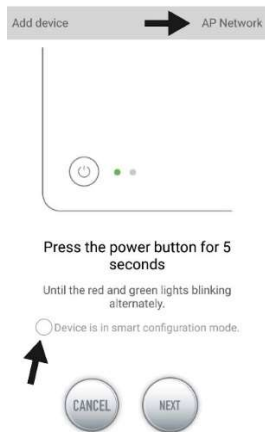 Add device AP Network
Press the power button for 5
seconds
Until the red and green lights blinking
alternately.
Device is in smart configuration mode.
CANCEL NEXT